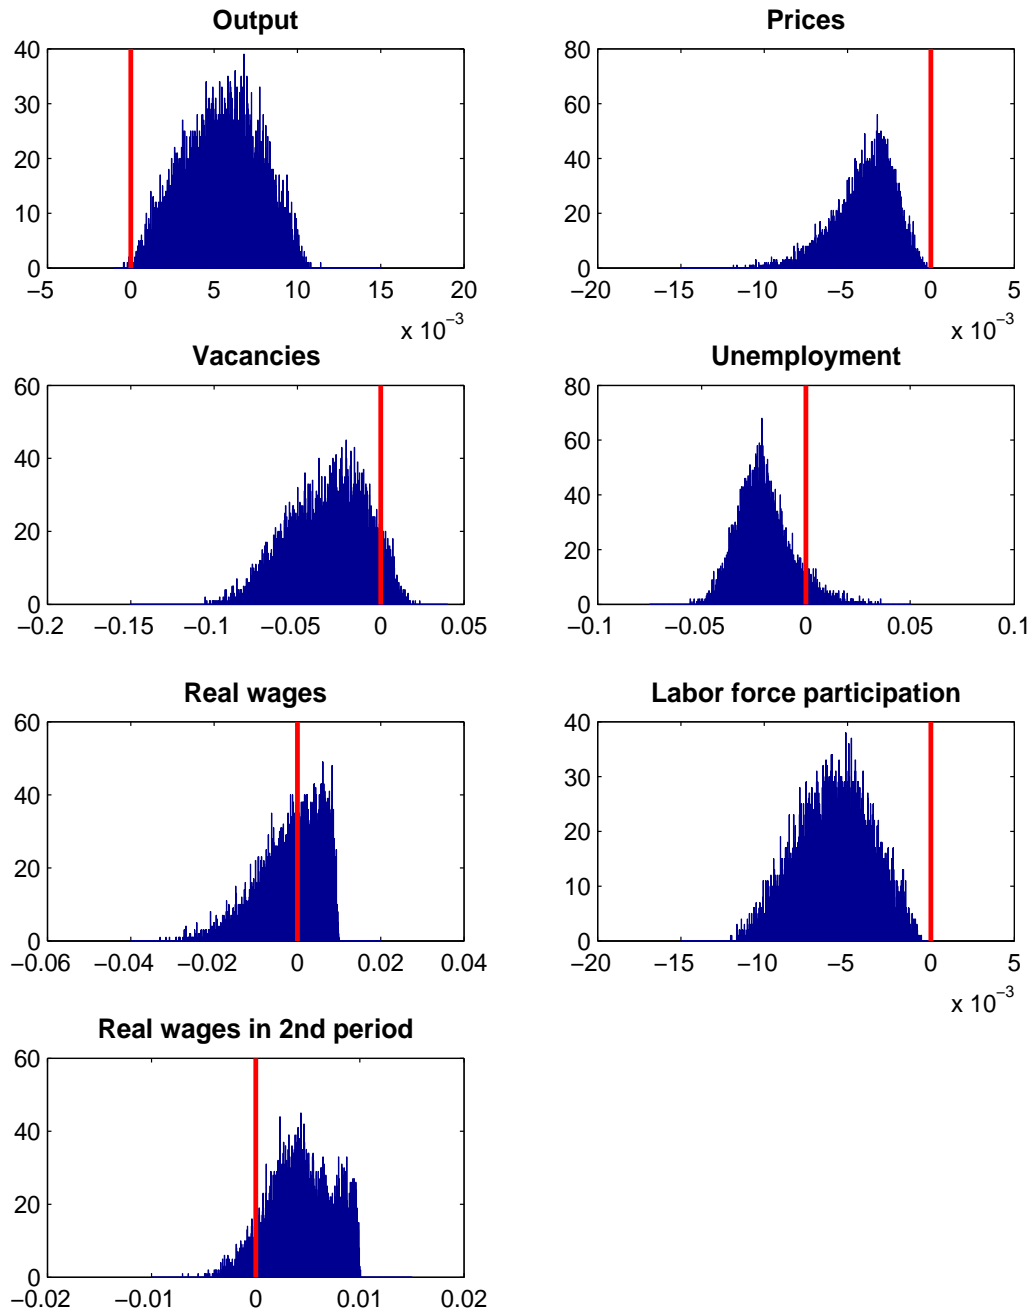 Output
40
30
20
10
0
−5 0 5 10 15 20
x 10−3
Prices
80
60
40
20
0
−20 −15 −10 −5 0 5
x 10−3
Vacancies
60
40
20
0
−0.2 −0.15 −0.1 −0.05 0 0.05
Unemployment
80
60
40
20
0
−0.1 −0.05 0 0.05 0.1
Real wages
60
40
20
0
−0.06 −0.04 −0.02 0 0.02 0.04
Labor force participation
40
30
20
10
0
−20 −15 −10 −5 0 5
x 10−3
Real wages in 2nd period
60
40
20
0
−0.02 −0.01 0 0.01 0.02